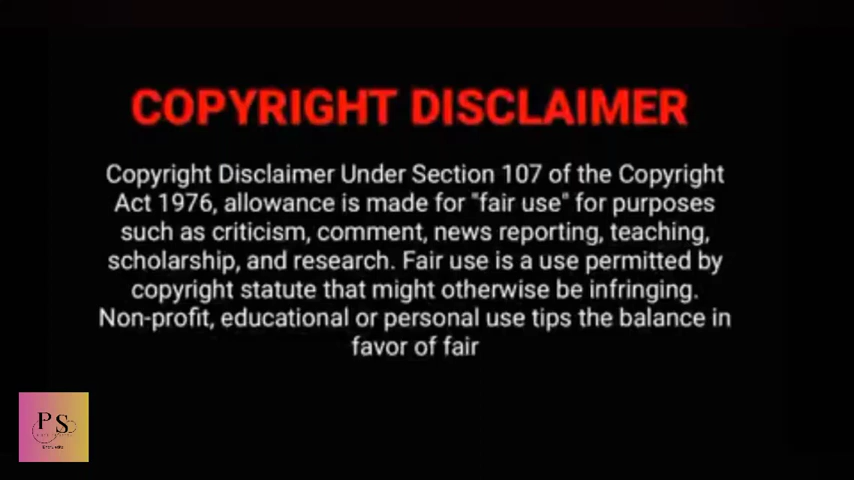 COPYRIGHT DISCLAIMER
Copyright Disclaimer Under Section 107 of the Copyright
Act 1976, allowance is made for "fair use" for purposes
such as criticism, comment, news reporting, teaching,
scholarship, and research. Fair use is a use permitted by
copyright statute that might otherwise be infringing.
Non-profit, educational or personal use tips the balance in
favor of fair
PS